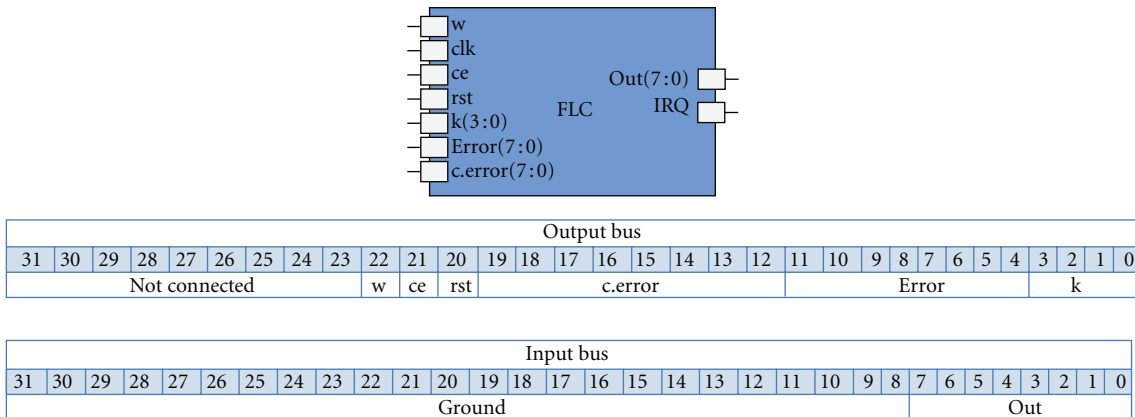 w
clk
ce
rst
k(3:0)
Error(7:0)
c.error(7:0)
FLC
Out(7:0)
IRQ
Output bus
31 30 29 28 27 26 25 24 23 22 21 20 19 18 17 16 15 14 13 12 11 10 9 8 7 6 5 4 3 2 1 0
Not connected w ce rst c.error Error k
Input bus
31 30 29 28 27 26 25 24 23 22 21 20 19 18 17 16 15 14 13 12 11 10 9 8 7 6 5 4 3 2 1 0
Ground Out